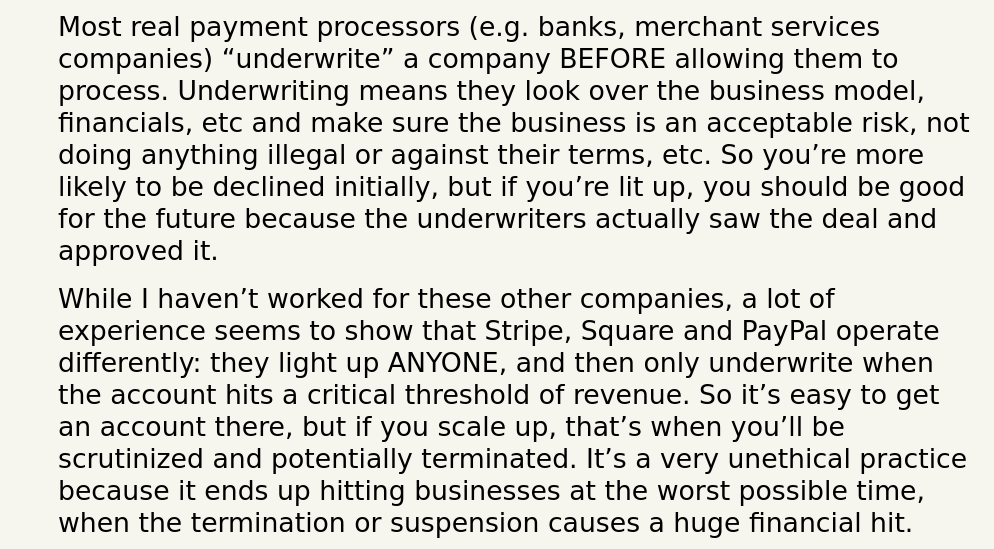 Most real payment processors (e.g. banks, merchant services
companies) “underwrite” a company BEFORE allowing them to
process. Underwriting means they look over the business model,
financials, etc and make sure the business is an acceptable risk, not
doing anything illegal or against their terms, etc. So you’re more
likely to be declined initially, but if you’re lit up, you should be good
for the future because the underwriters actually saw the deal and
approved it.
While I haven’t worked for these other companies, a lot of
experience seems to show that Stripe, Square and PayPal operate
differently: they light up ANYONE, and then only underwrite when
the account hits a critical threshold of revenue. So it’s easy to get
an account there, but if you scale up, that’s when you’ll be
scrutinized and potentially terminated. It’s a very unethical practice
because it ends up hitting businesses at the worst possible time,
when the termination or suspension causes a huge financial hit.